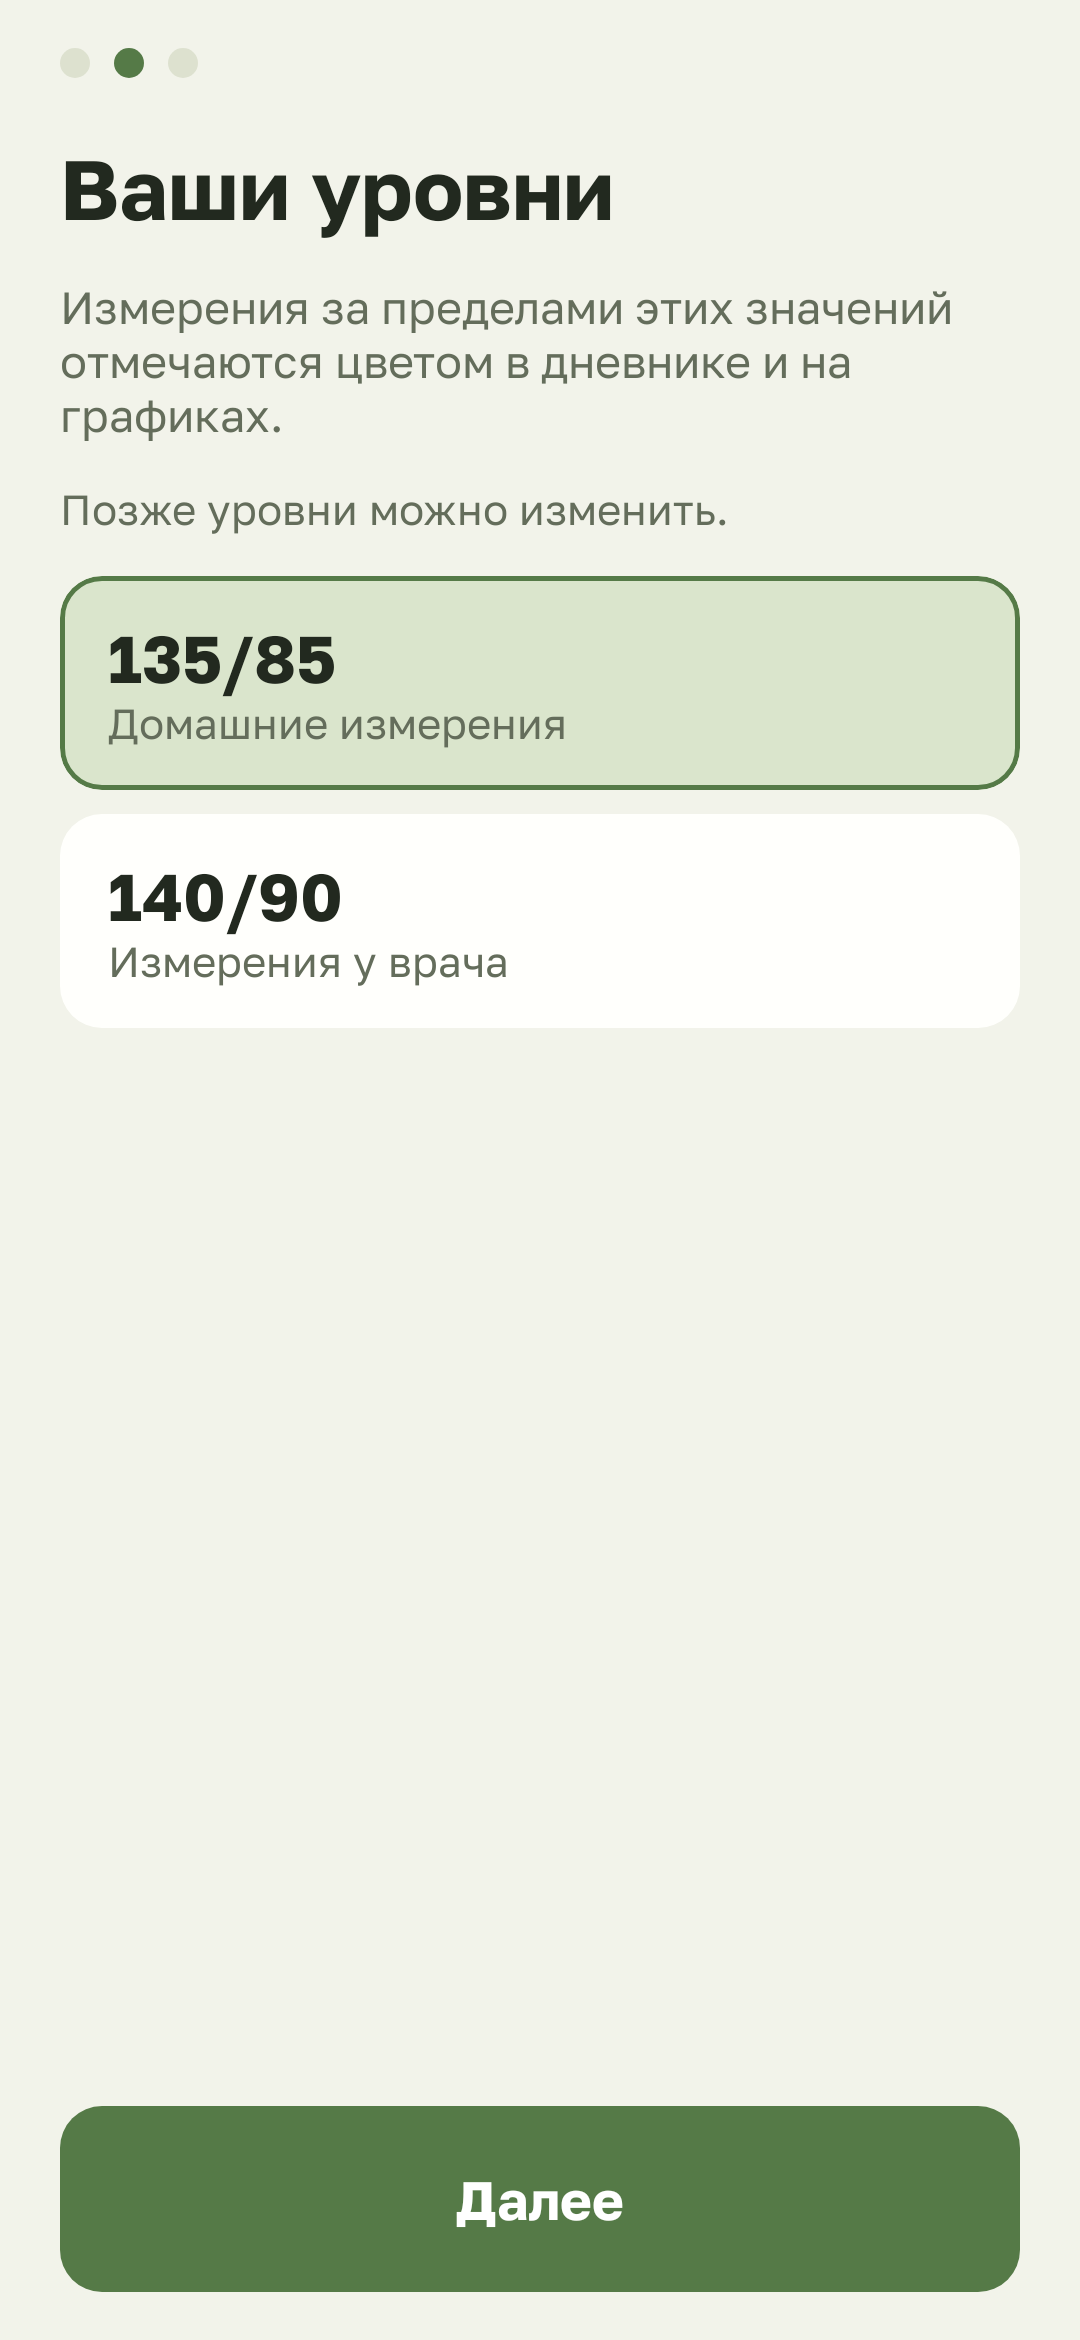 Ваши уровни
Измерения за пределами этих значений
отмечаются цветом в дневнике и на
графиках.
Позже уровни можно изменить.
135/85
Домашние измерения
140/90
Измерения у врача
Далее